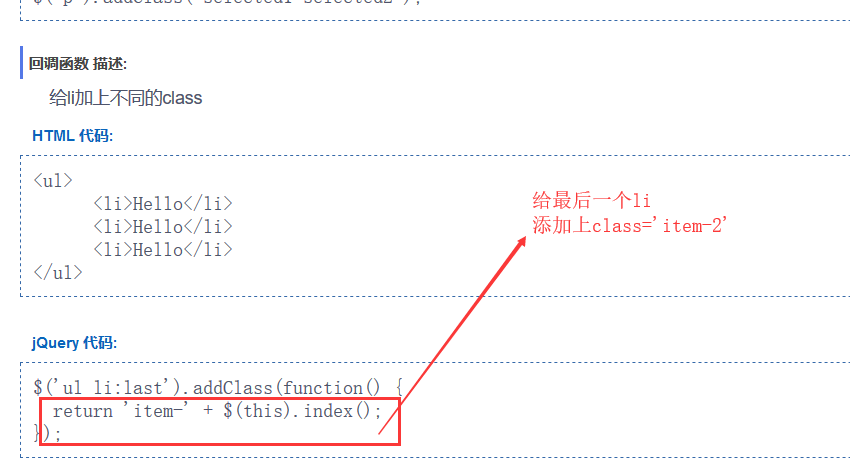 回调函数 描述:
给li加上不同的class
HTML 代码:
<ul>
<li>Hello</li>
<li>Hello</li>
<li>Hello</li>
</ul>
给最后一个li
添加上class='item-2'
jQuery 代码:
$('ul li:last').addClass(function() {
return 'item-' + $(this).index();
});